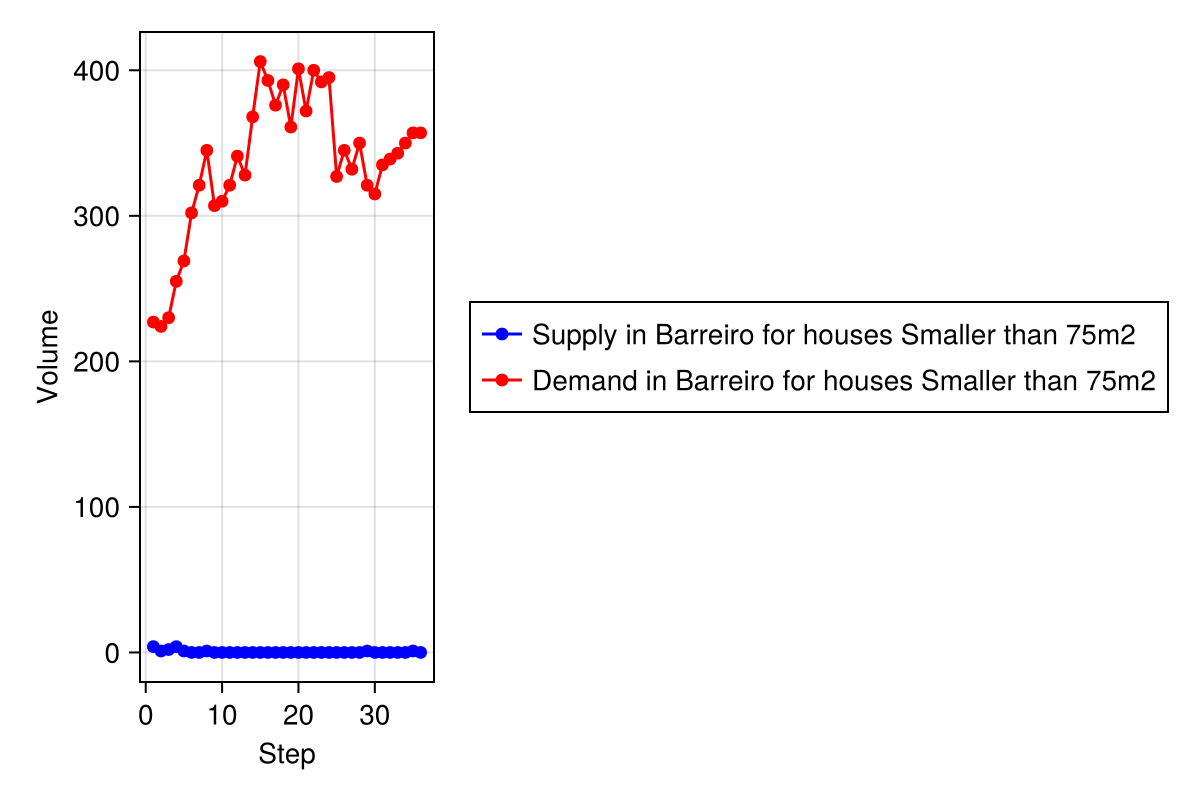 400
300
200
100
0
Volume
0 10 20 30
Step
Supply in Barreiro for houses Smaller than 75m2
Demand in Barreiro for houses Smaller than 75m2